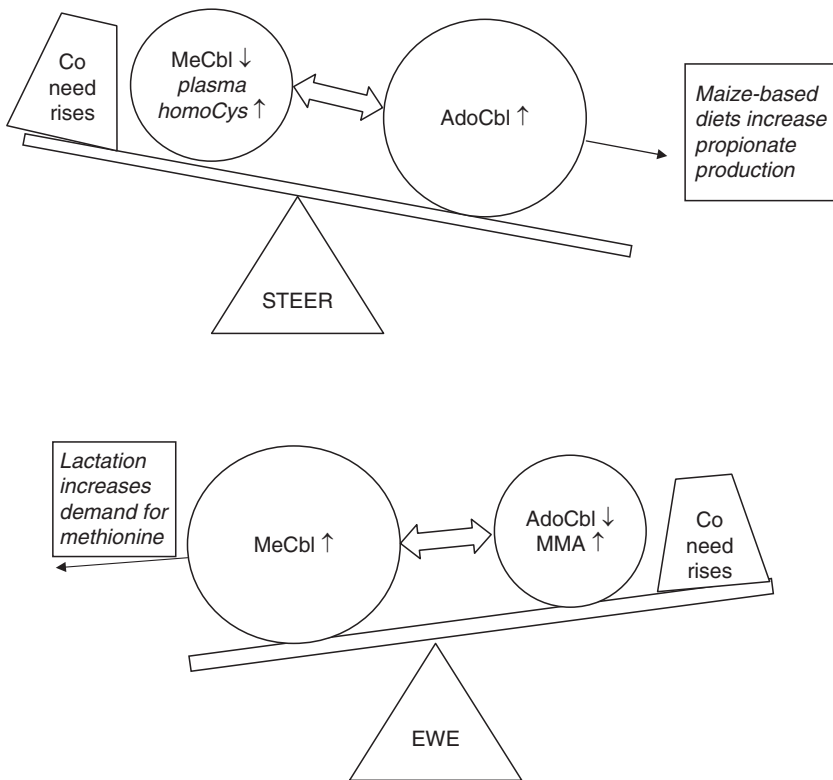 Co
need
rises
MeCbl ↓
plasma
homoCys ↑
AdoCbl ↑
Maize-based
diets increase
propionate
production
STEER
Lactation
increases
demand for
methionine
MeCbl ↑
AdoCbl ↓
MMA ↑
Co
need
rises
EWE